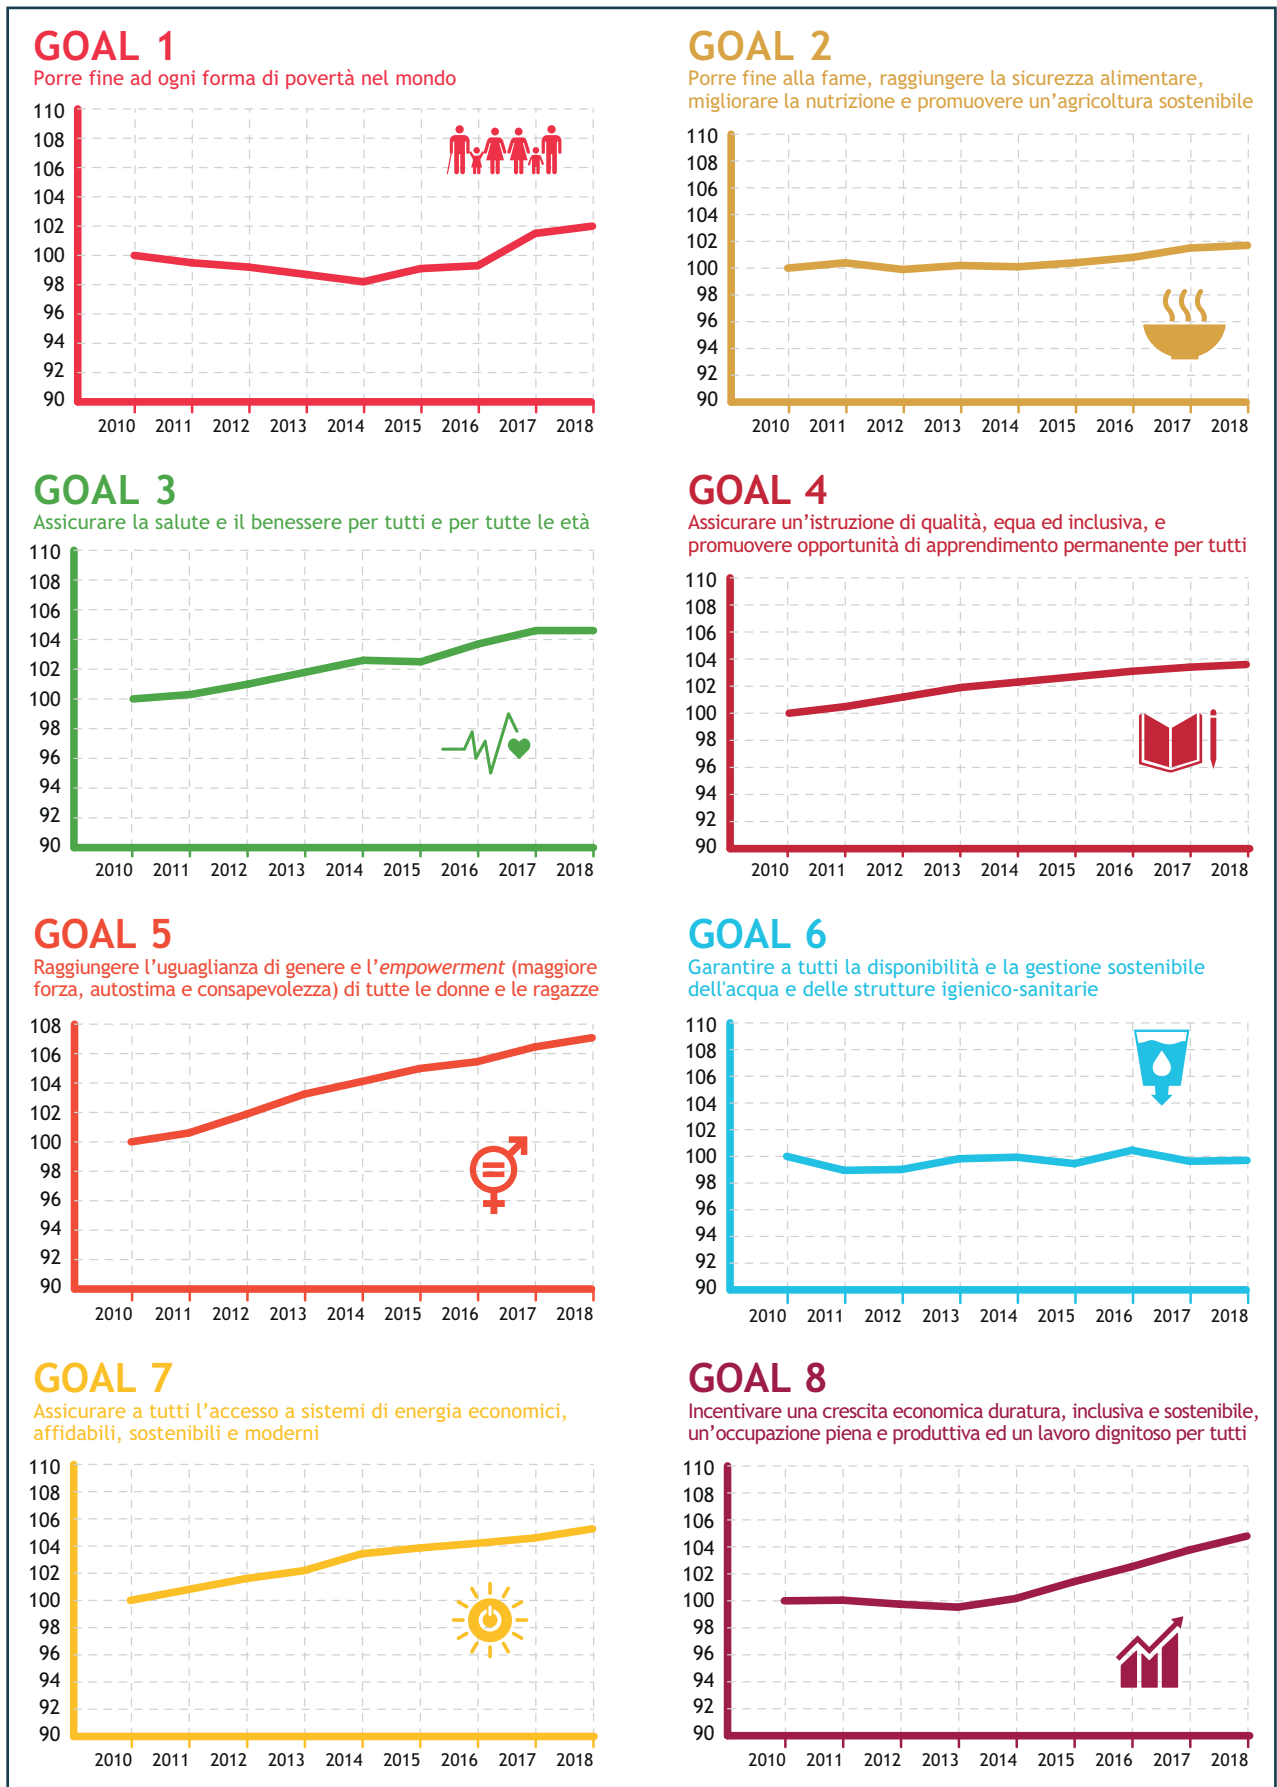 GOAL 1
Porre fine ad ogni forma di povertà nel mondo
110
108
106
104
102
100
98
96
94
92
90
2010 2011 2012 2013 2014 2015 2016 2017 2018
GOAL 2
Porre fine alla fame, raggiungere la sicurezza alimentare,
migliorare la nutrizione e promuovere un’agricoltura sostenibile
110
108
106
104
102
100
98
96
94
92
90
2010 2011 2012 2013 2014 2015 2016 2017 2018
GOAL 3
Assicurare la salute e il benessere per tutti e per tutte le età
110
108
106
104
102
100
98
96
94
92
90
2010 2011 2012 2013 2014 2015 2016 2017 2018
GOAL 4
Assicurare un’istruzione di qualità, equa ed inclusiva, e
promuovere opportunità di apprendimento permanente per tutti
110
108
106
104
102
100
98
96
94
92
90
2010 2011 2012 2013 2014 2015 2016 2017 2018
GOAL 5
Raggiungere l’uguaglianza di genere e l’empowerment (maggiore
forza, autostima e consapevolezza) di tutte le donne e le ragazze
108
106
104
102
100
98
96
94
92
90
2010 2011 2012 2013 2014 2015 2016 2017 2018
GOAL 6
Garantire a tutti la disponibilità e la gestione sostenibile
dell'acqua e delle strutture igienico-sanitarie
110
108
106
104
102
100
98
96
94
92
90
2010 2011 2012 2013 2014 2015 2016 2017 2018
GOAL 7
Assicurare a tutti l’accesso a sistemi di energia economici,
affidabili, sostenibili e moderni
110
108
106
104
102
100
98
96
94
92
90
2010 2011 2012 2013 2014 2015 2016 2017 2018
GOAL 8
Incentivare una crescita economica duratura, inclusiva e sostenibile,
un’occupazione piena e produttiva ed un lavoro dignitoso per tutti
110
108
106
104
102
100
98
96
94
92
90
2010 2011 2012 2013 2014 2015 2016 2017 2018